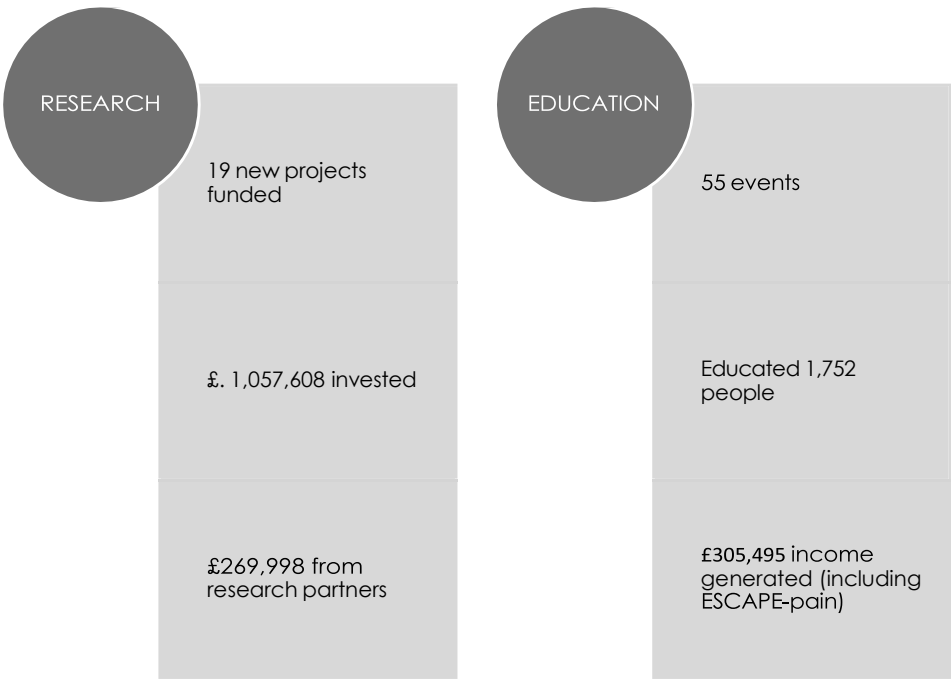 RESEARCH
19 new projects
funded
£. 1,057,608 invested
£269,998 from
research partners
EDUCATION
55 events
Educated 1,752
people
£305,495 income
generated (including
ESCAPE-pain)